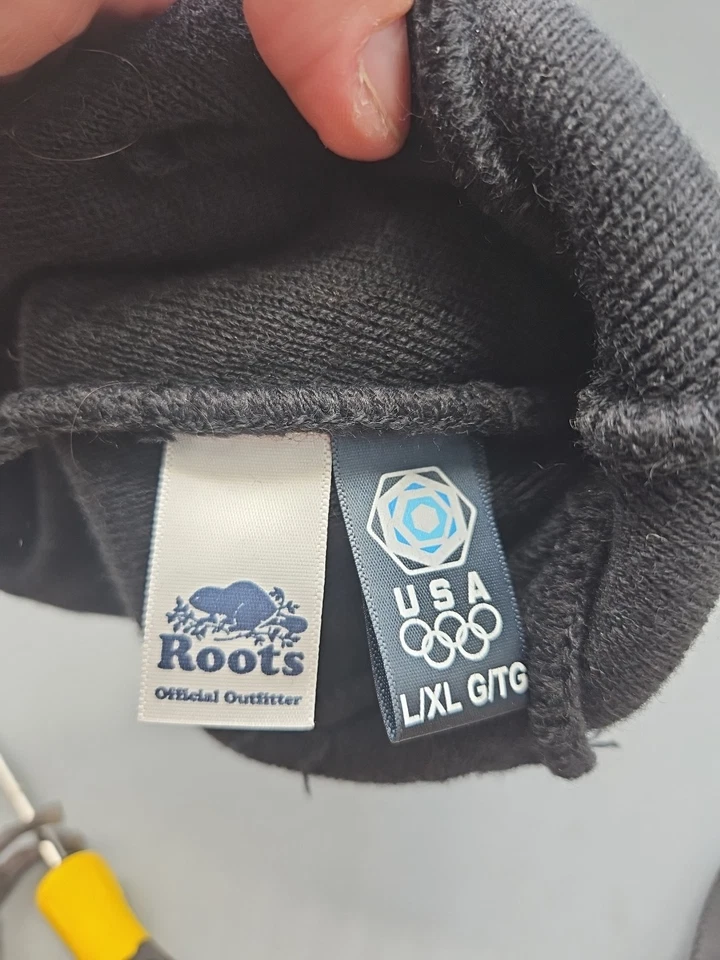 Roots
Official Outfitter
USA
L/XL G/TG